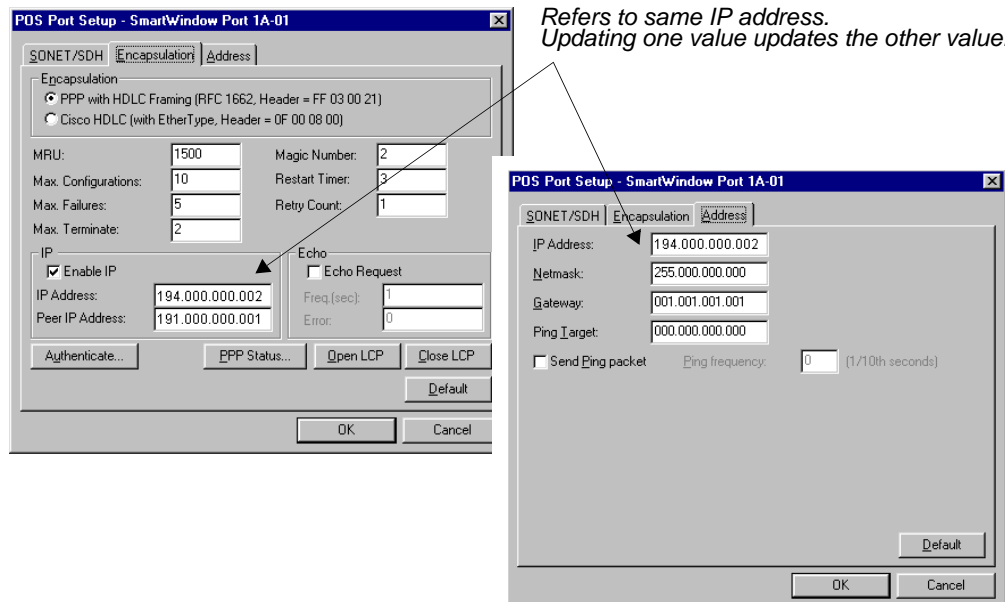 Refers to same IP address.
Updating one value updates the other value.
POS Port Setup - SmartWindow Port 1A-01
SONET/SDH Encapsulation Address
Encapsulation
PPP with HDLC Framing (RFC 1662, Header = FF 03 00 21)
Cisco HDLC (with EtherType, Header = 0F 00 08 00)
MRU: 1500 Magic Number: 2
Max. Configurations: 10 Restart Timer: 3
Max. Failures: 5 Retry Count: 1
Max. Terminate: 2
IP
Enable IP
IP Address: 194.000.000.002
Peer IP Address: 191.000.000.001
Echo
Echo Request
Freq.(sec): 1
Error: 0
Authenticate... PPP Status... Open LCP Close LCP
Default
OK Cancel
POS Port Setup - SmartWindow Port 1A-01
SONET/SDH Encapsulation Address
IP Address: 194.000.000.002
Netmask: 255.000.000.000
Gateway: 001.001.001.001
Ping Target: 000.000.000.000
Send Ping packet Ping frequency: 0 (1/10th seconds)
Default
OK Cancel